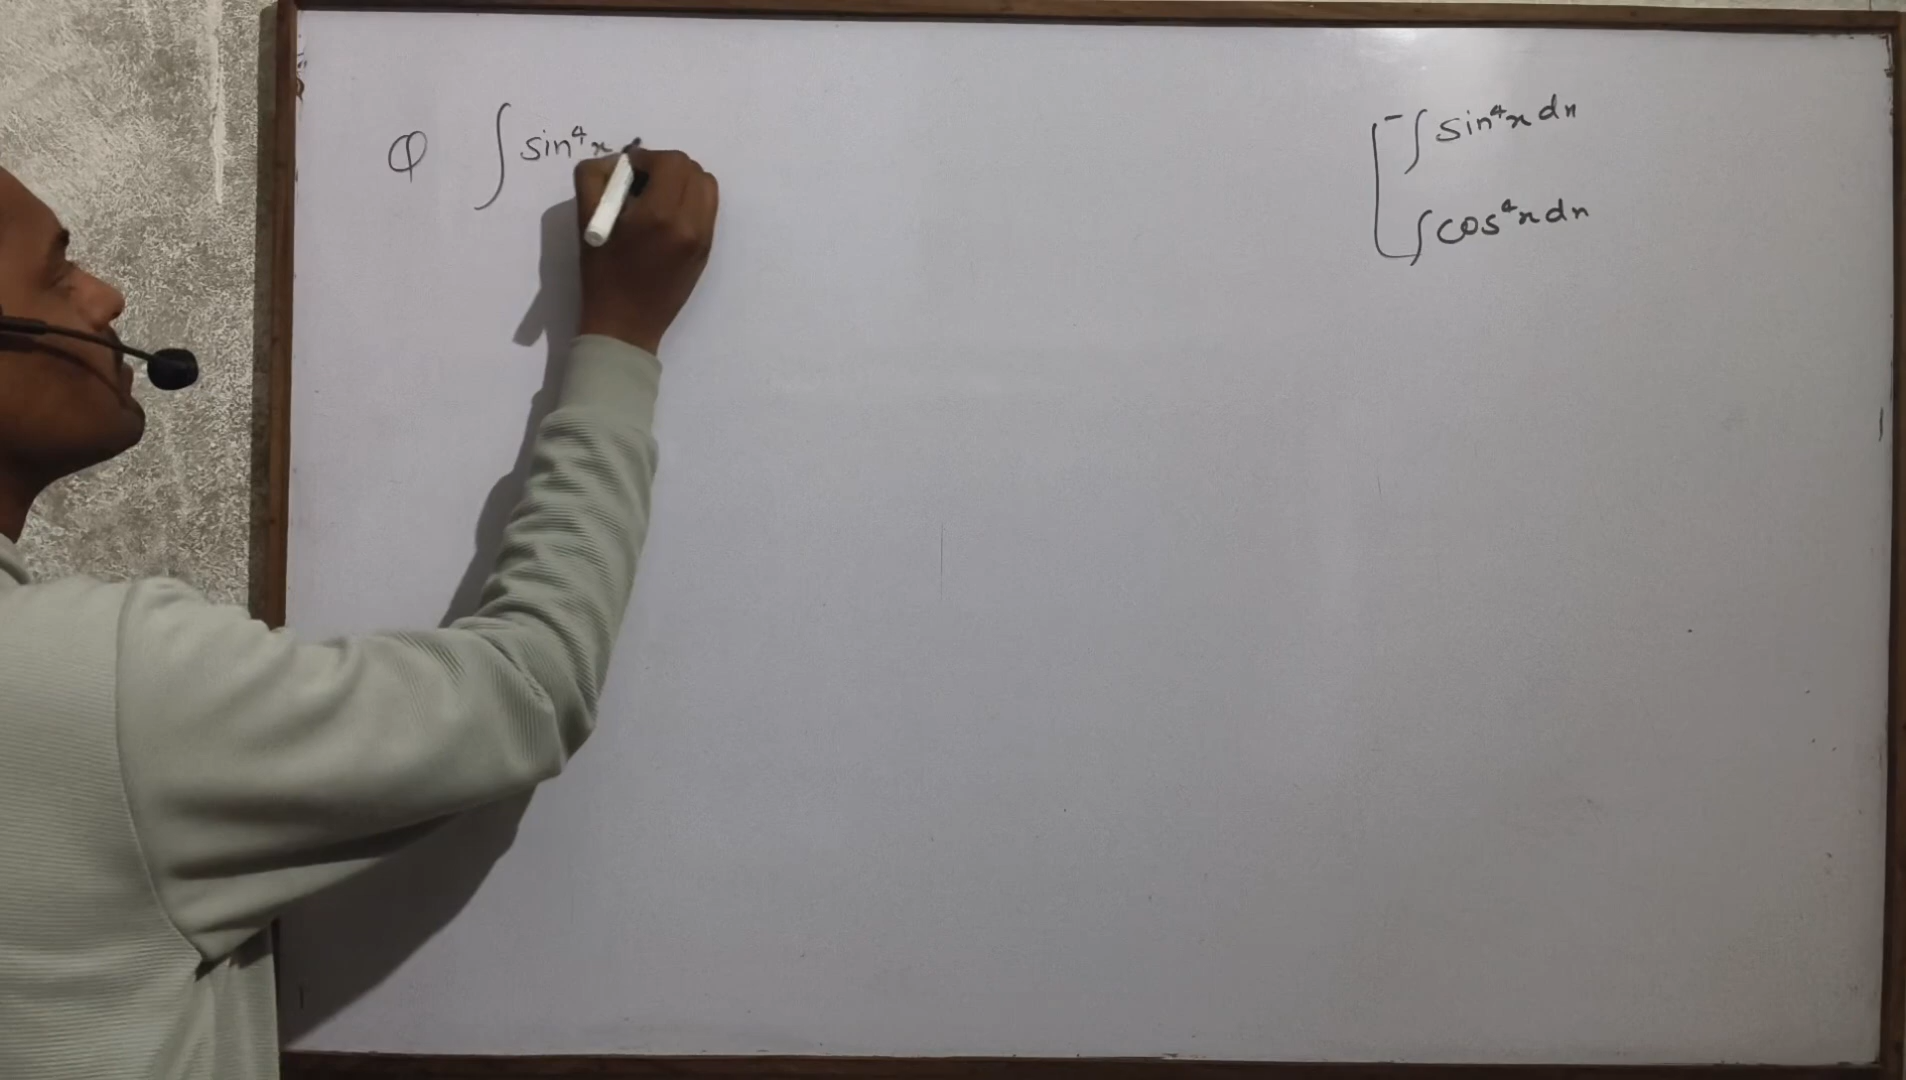 Q ∫ sin⁴x
∫ sin⁴x dx
∫ cos⁴x dx